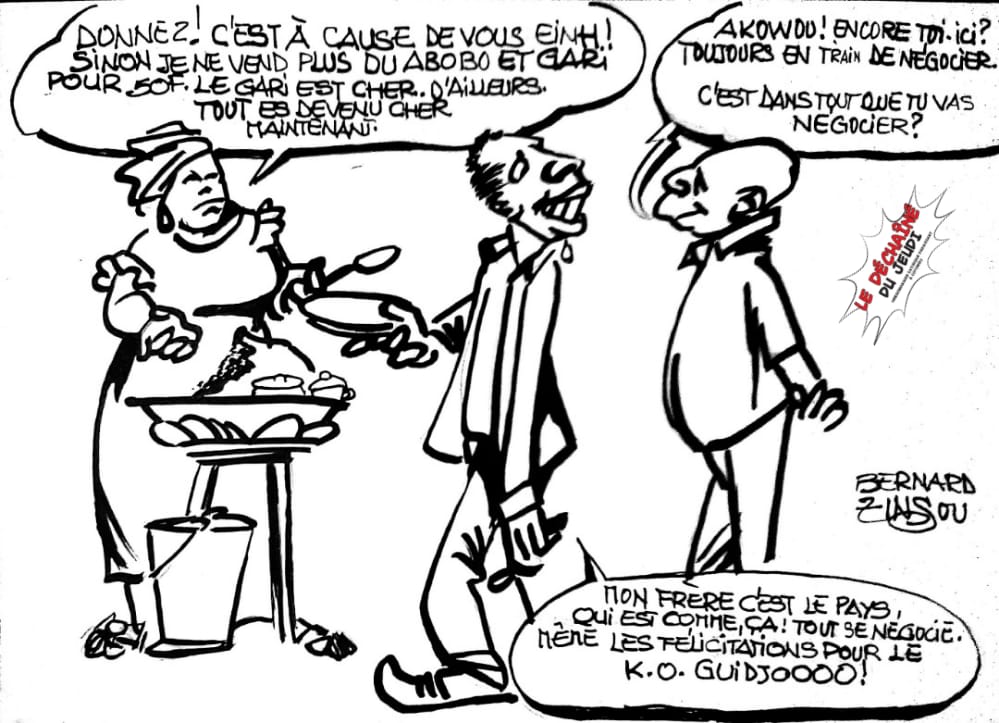 DONNEZ! C'EST À CAUSE DE VOUS EINH!
SINON JE NE VEND PLUS DU ABOBO ET GARI
POUR 50F. LE GARI EST CHER.. D'AILLEURS.
TOUT ES DEVENU CHER
MAINTENANT.
AKOWOU! ENCORE TOI-ICI?
TOUJOURS EN TRAIN DE NEGOCIER.
C'EST DANS TOUT QUE TU VAS
NEGOCIER?
LE DÉCHAÎNÉ
DU JEUDI
BERNARD
ZINSOU
MON FRERE C'EST LE PAYS,
QUI EST COMME, ÇA! TOUT SE NEGOCIE.
MÊME LES FELICITATIONS POUR LE
K.O. GUIDJOOOO!